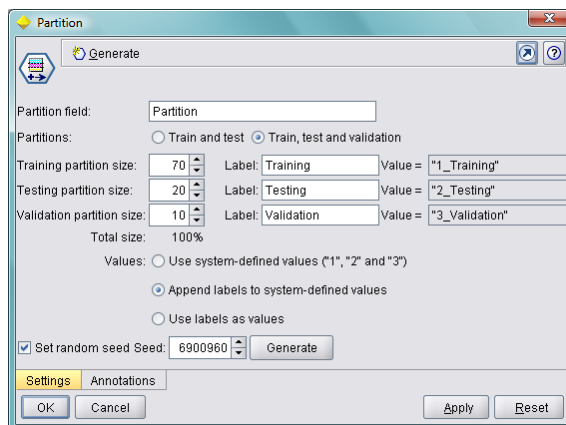 Partition
Generate
Partition field: Partition
Partitions: Train and test Train, test and validation
Training partition size: 70 Label: Training Value = "1_Training"
Testing partition size: 20 Label: Testing Value = "2_Testing"
Validation partition size: 10 Label: Validation Value = "3_Validation"
Total size: 100%
Values: Use system-defined values ("1", "2" and "3")
Append labels to system-defined values
Use labels as values
Set random seed Seed: 6900960 Generate
Settings Annotations
OK Cancel Apply Reset